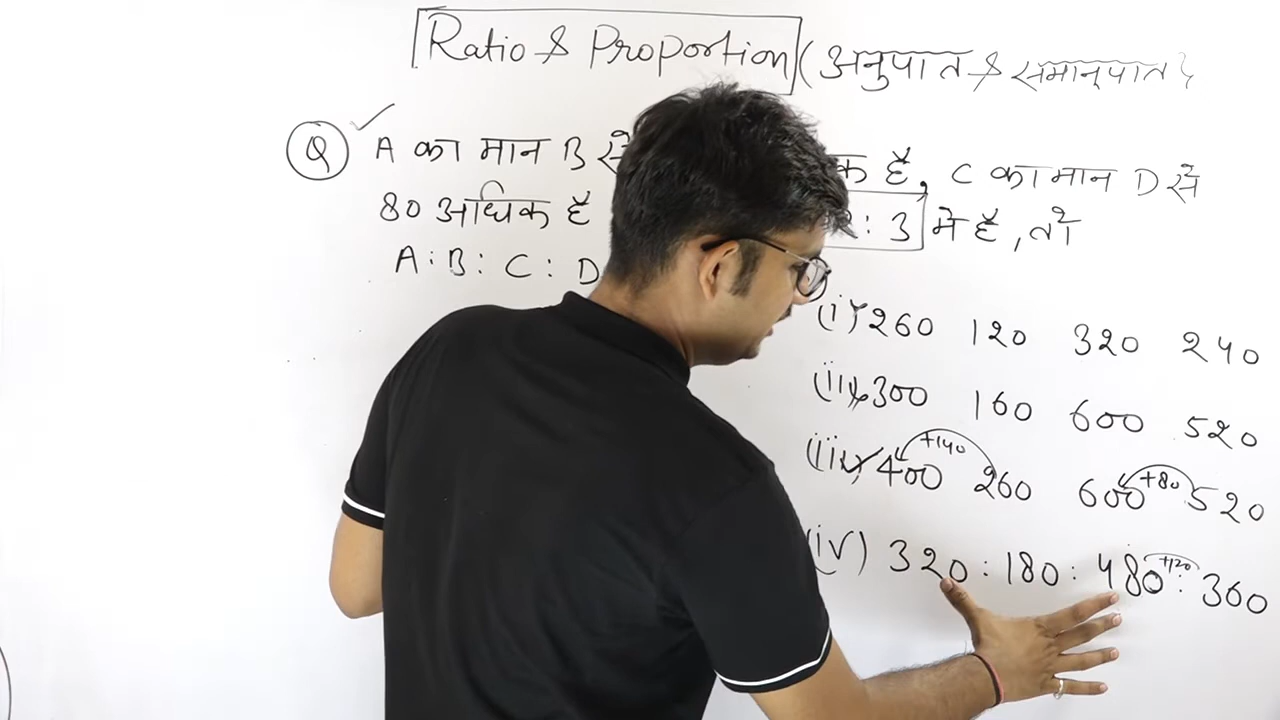 Ratio & Proportion (अनुपात & समानुपात)
Q A का मान B से क है, C का मान D से
80 अधिक है : 3 में है, तो
A : B : C : D
(i) 260 120 320 240
(ii) 300 160 600 520
+140 +80
(iii) 400 260 600 520
+120
(iv) 320 : 180 : 480 : 360